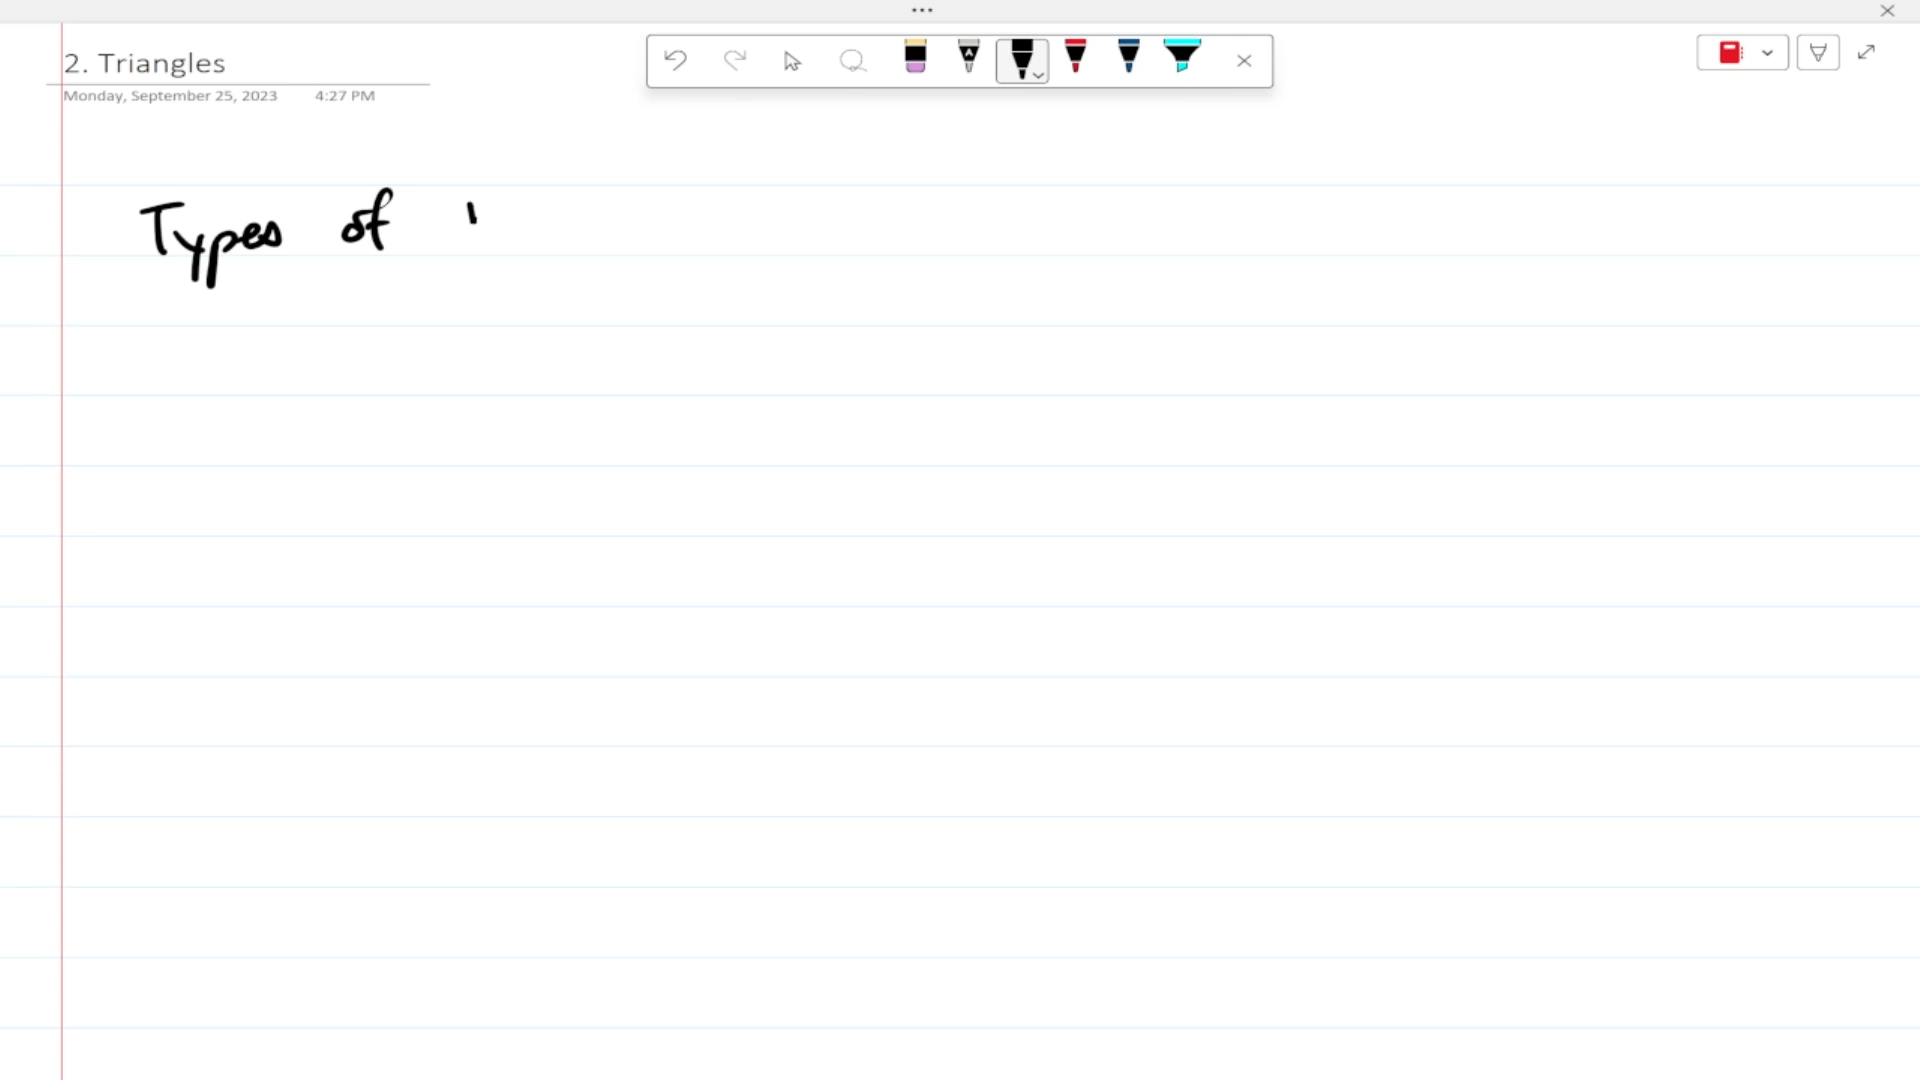 2. Triangles
Monday, September 25, 2023 4:27 PM
Types of